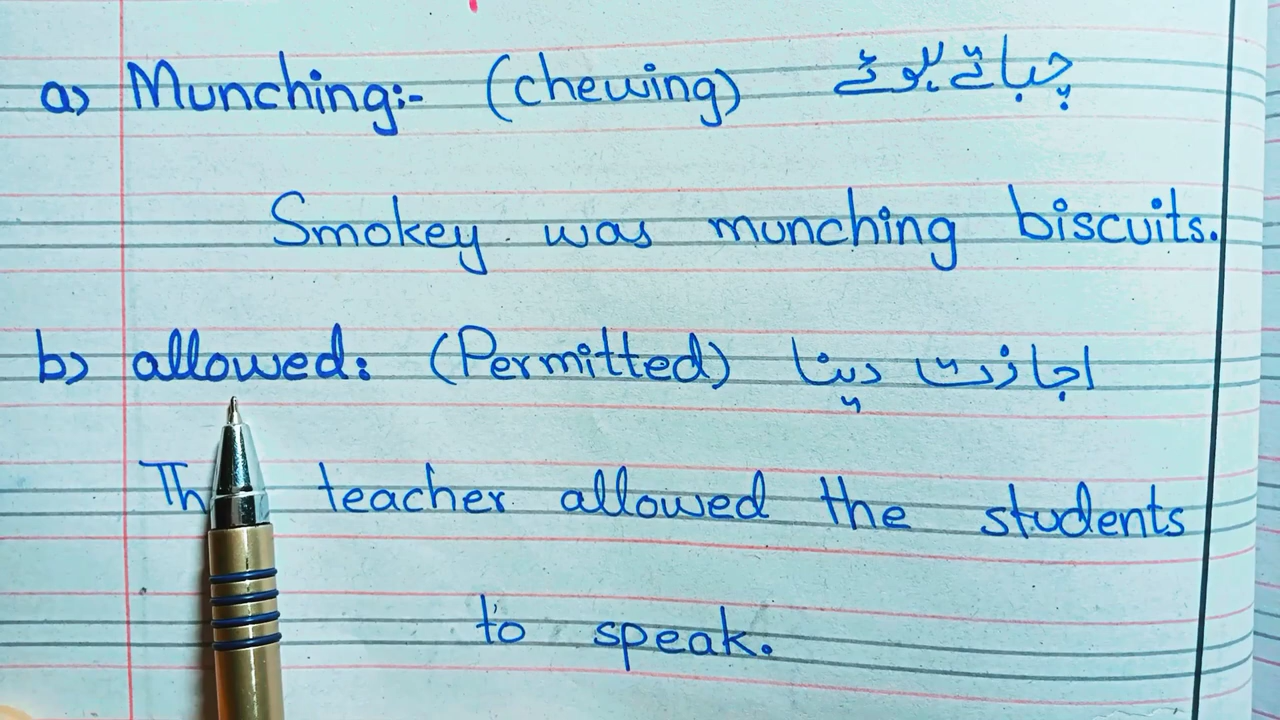 a) Munching:- (chewing) چباتے ہوئے
Smokey was munching biscuits.
b) allowed: (Permitted) اجازت دینا
Th teacher allowed the students
to speak.